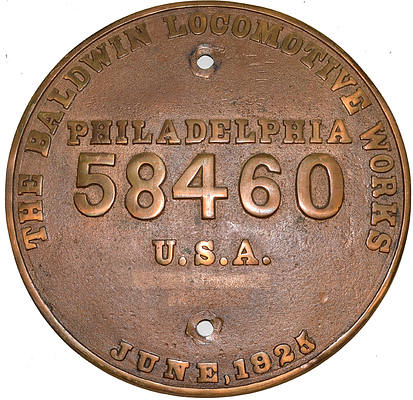 THE BALDWIN LOCOMOTIVE WORKS
PHILADELPHIA
58460
U.S.A.
JUNE, 1925